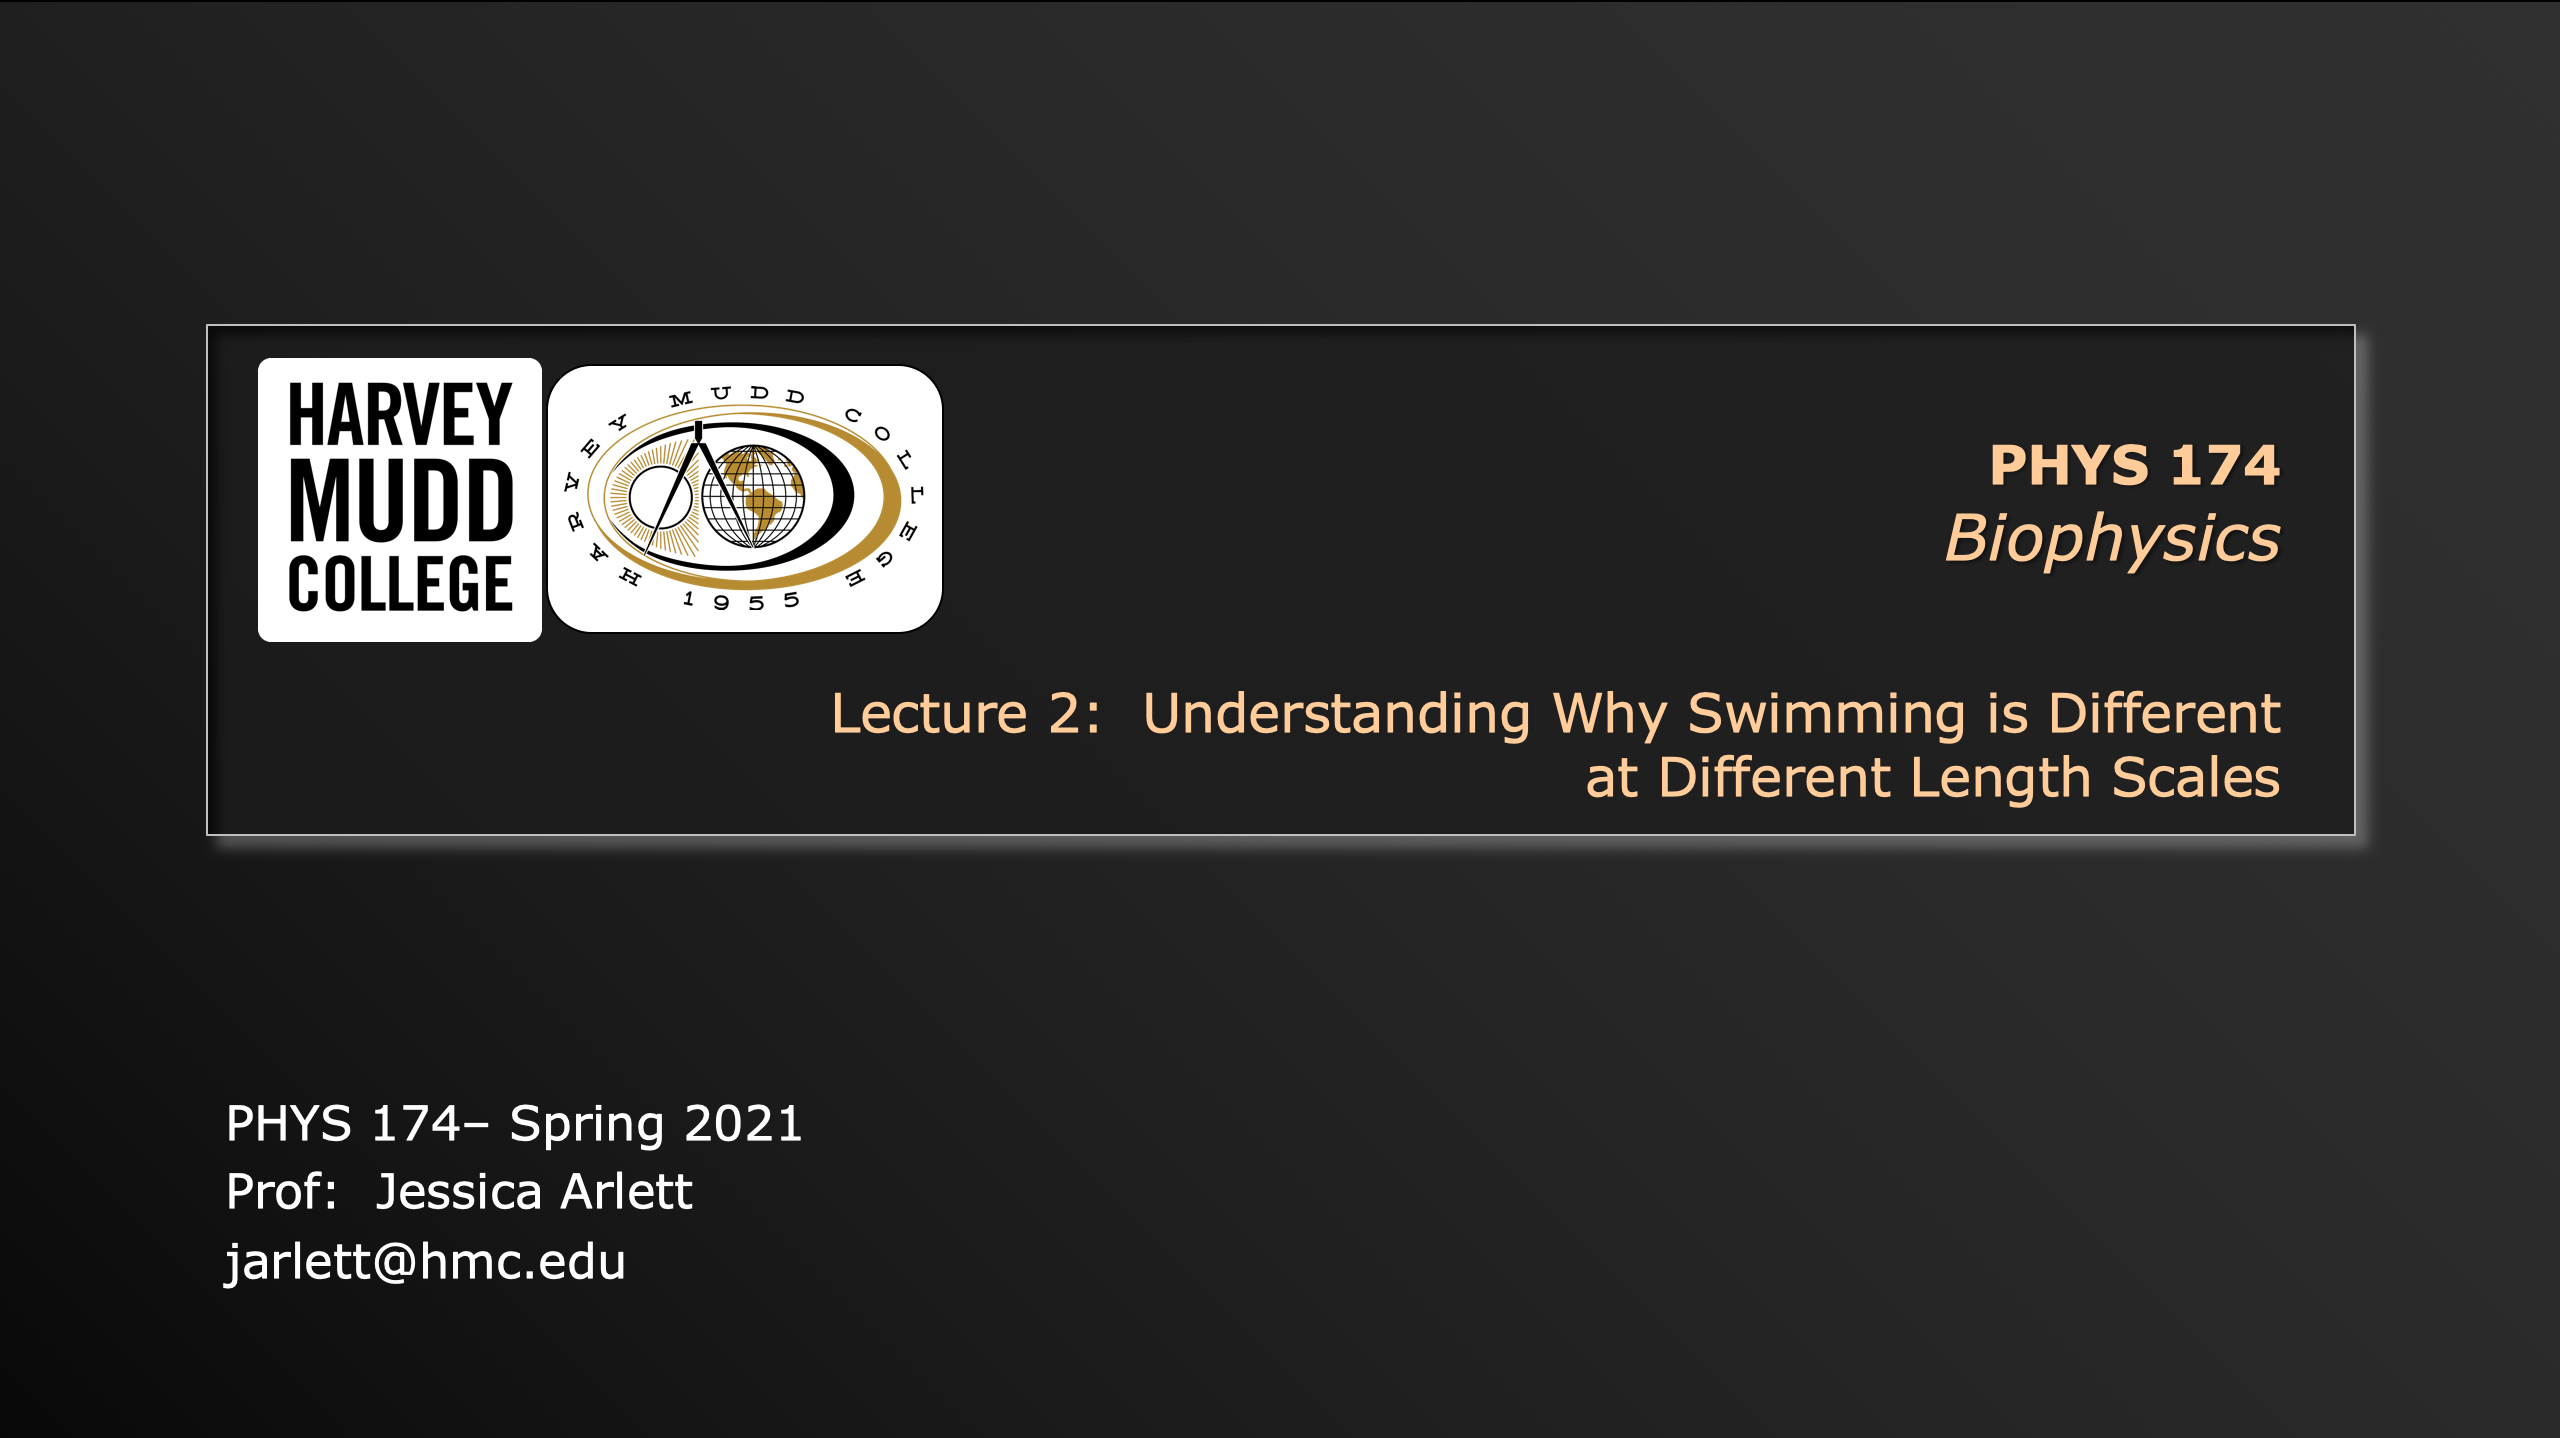 HARVEY
MUDD
COLLEGE
HARVEY MUDD COLLEGE
1955
PHYS 174
Biophysics
Lecture 2:  Understanding Why Swimming is Different
at Different Length Scales
PHYS 174– Spring 2021
Prof:  Jessica Arlett
jarlett@hmc.edu